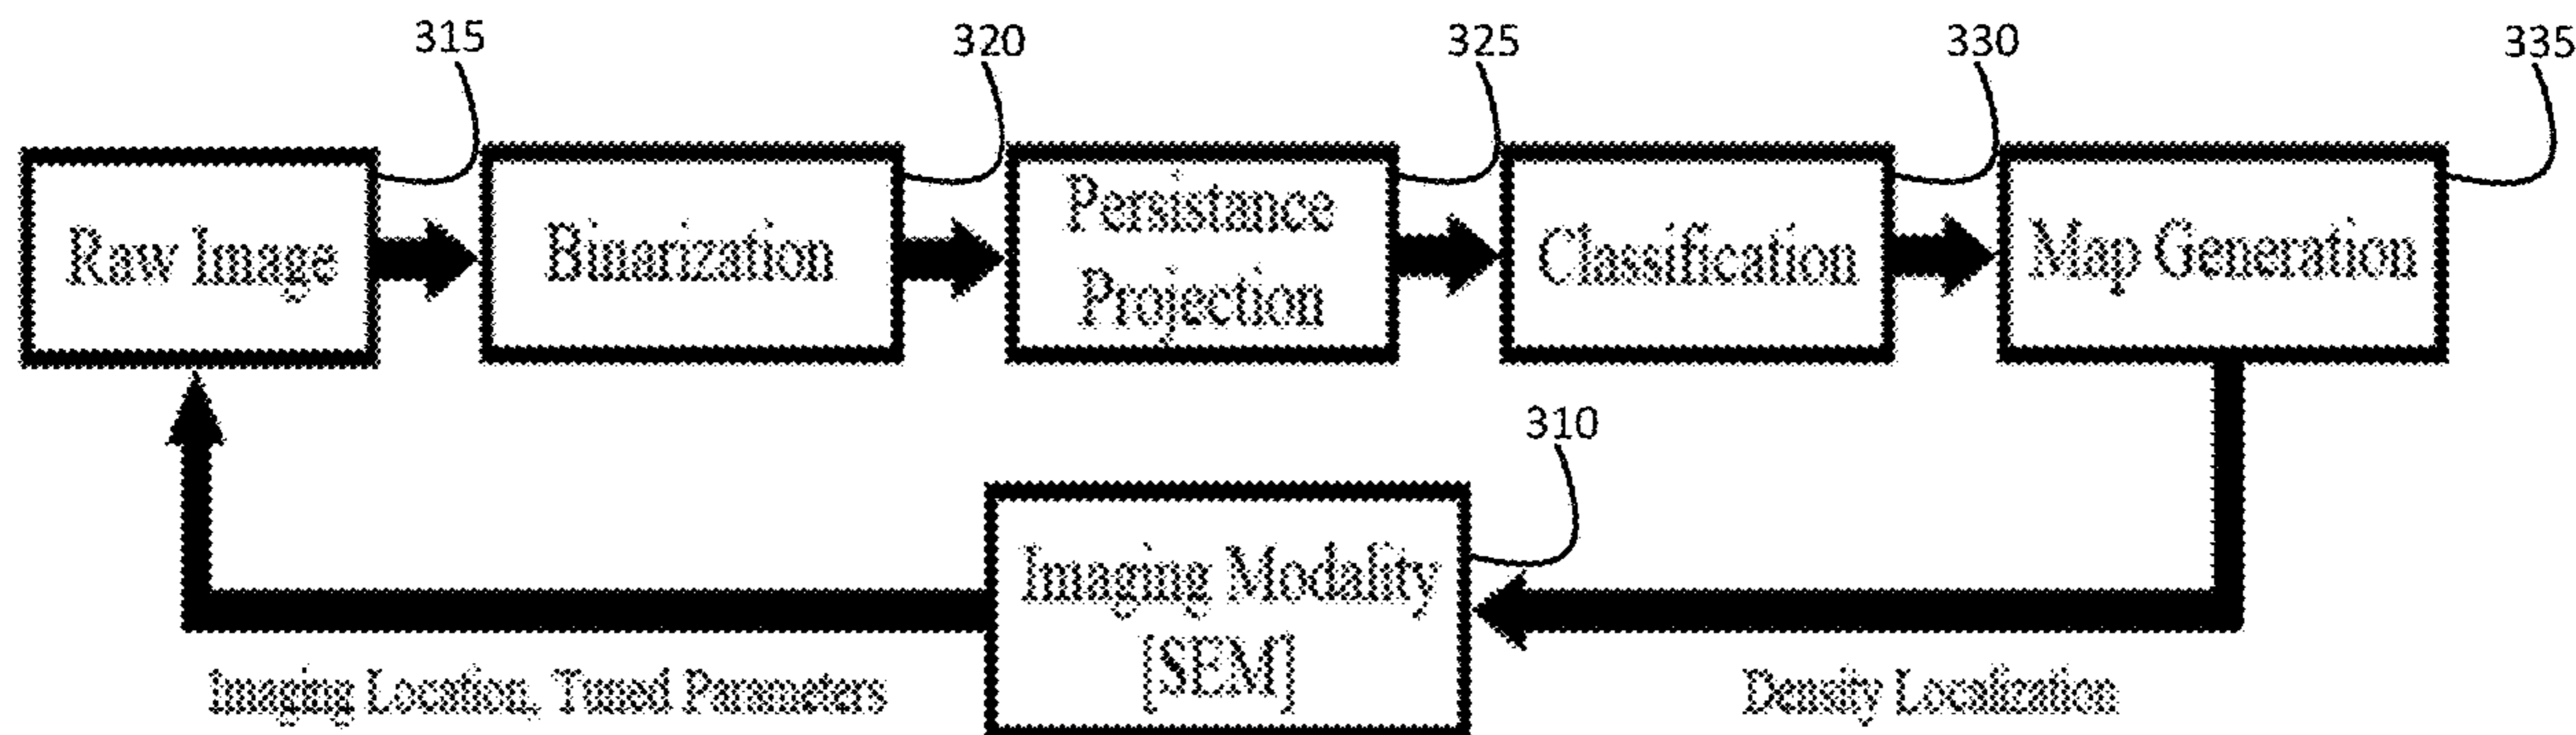 315
320
325
330
335
Raw Image
Binarization
Persistance
Projection
Classification
Map Generation
310
Imaging Modality
[SEM]
Imaging Location, Tuned Parameters
Density Localization